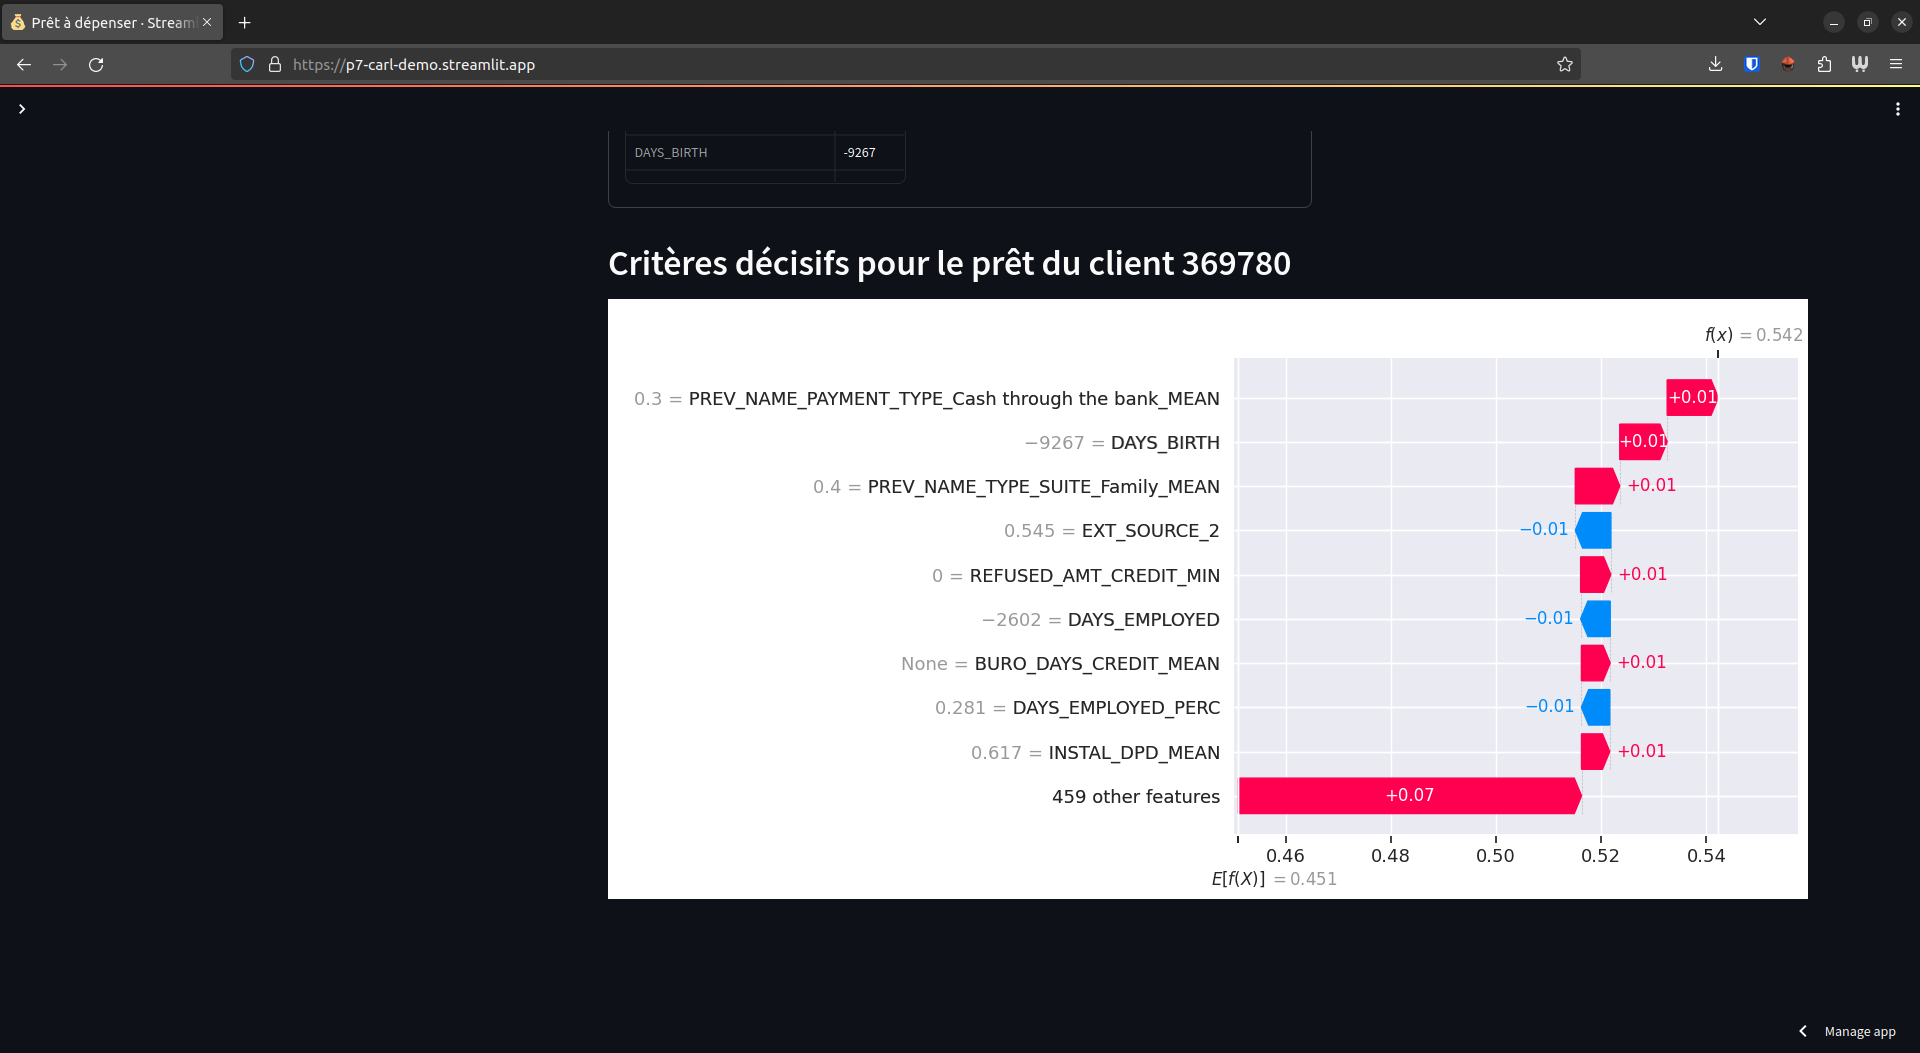 Prêt à dépenser · Stream
https://p7-carl-demo.streamlit.app
DAYS_BIRTH -9267
Critères décisifs pour le prêt du client 369780
f(x) = 0.542
0.3 = PREV_NAME_PAYMENT_TYPE_Cash through the bank_MEAN +0.01
−9267 = DAYS_BIRTH +0.01
0.4 = PREV_NAME_TYPE_SUITE_Family_MEAN +0.01
0.545 = EXT_SOURCE_2 −0.01
0 = REFUSED_AMT_CREDIT_MIN +0.01
−2602 = DAYS_EMPLOYED −0.01
None = BURO_DAYS_CREDIT_MEAN +0.01
0.281 = DAYS_EMPLOYED_PERC −0.01
0.617 = INSTAL_DPD_MEAN +0.01
459 other features +0.07
0.46 0.48 0.50 0.52 0.54
E[f(X)] = 0.451
Manage app